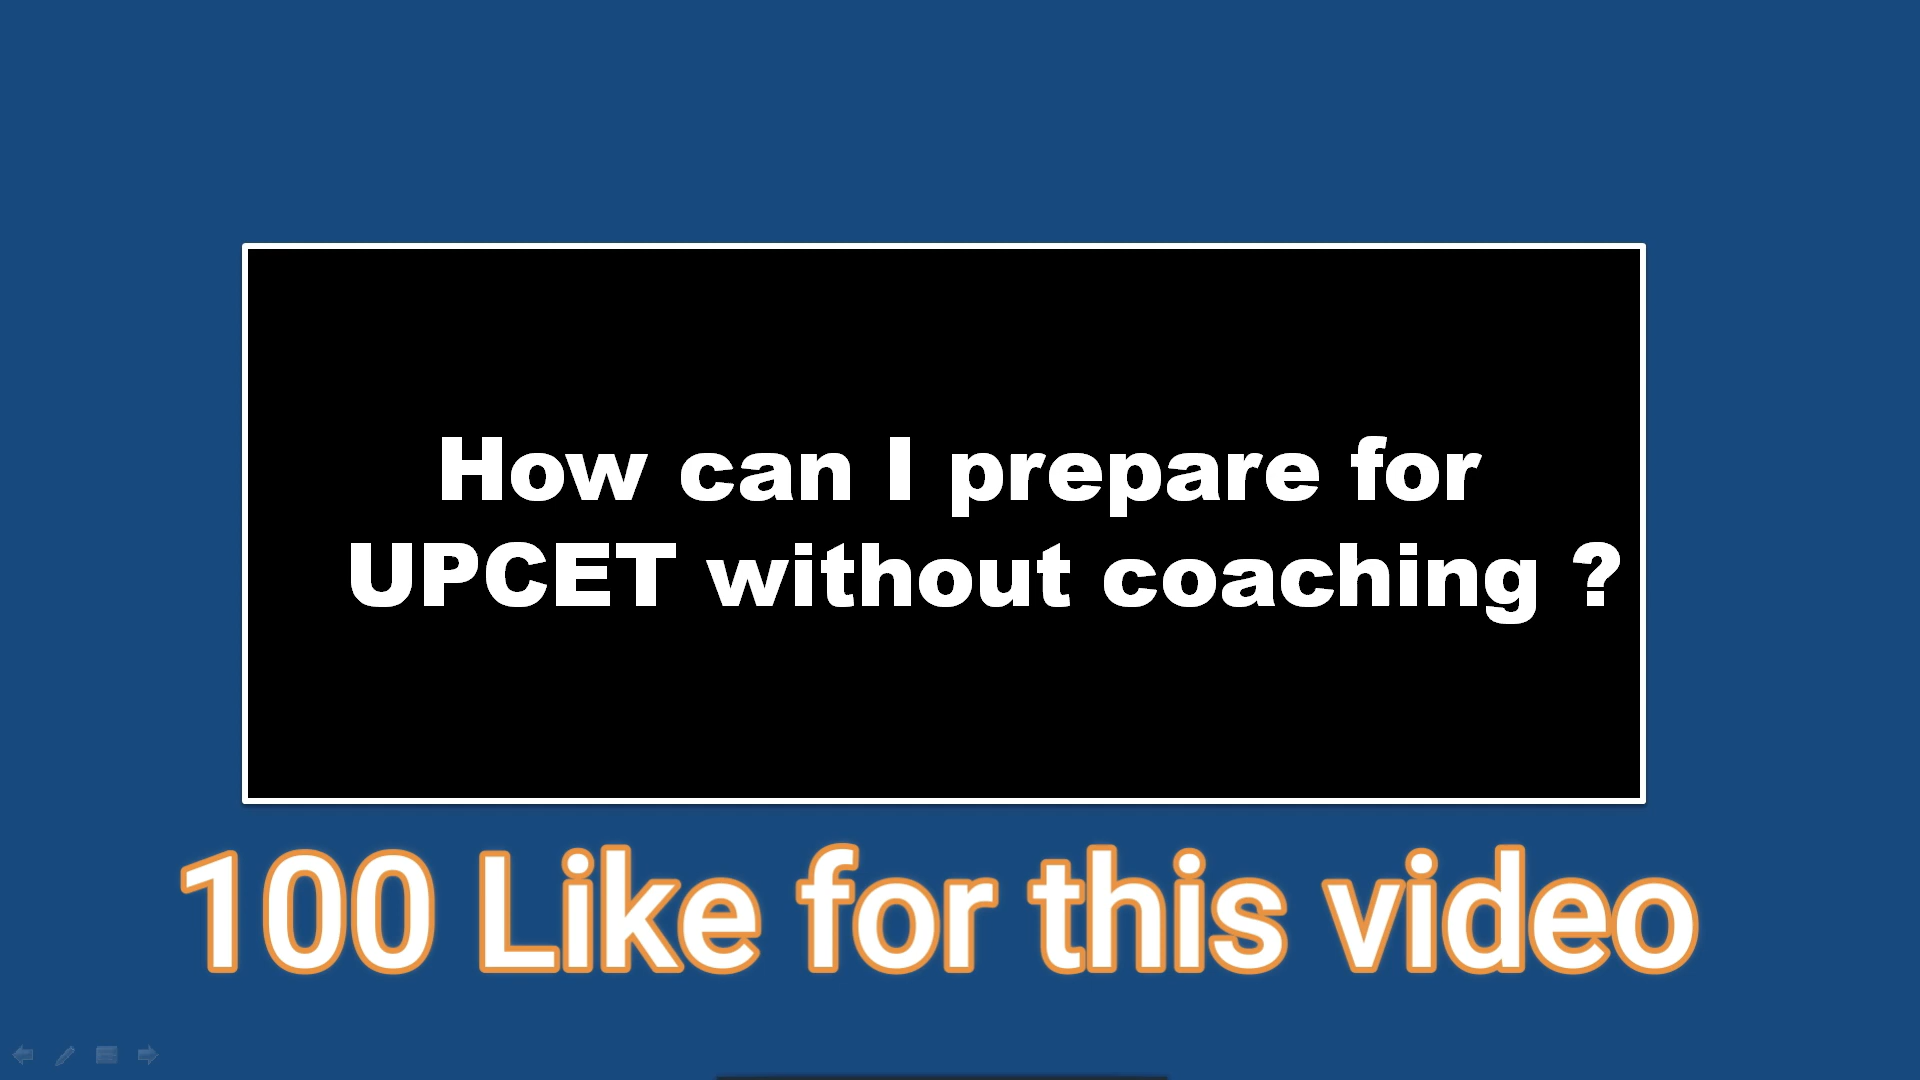 How can I prepare for
UPCET without coaching ?
100 Like for this video